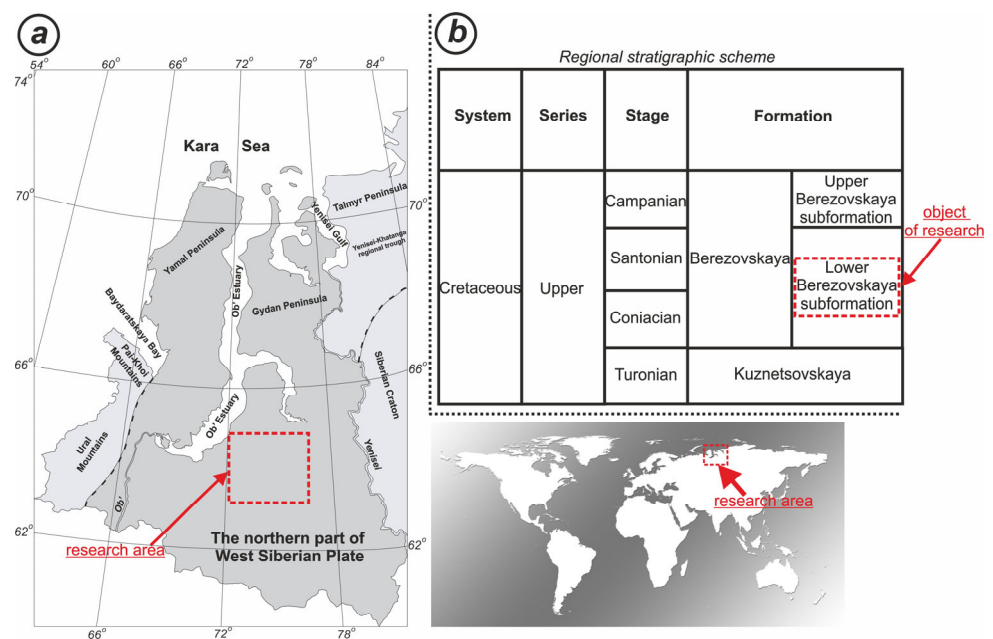 a
54° 60° 66° 72° 78° 84°
74°
Kara Sea
70°
70°
Taimyr Peninsula
Yenisei Gulf
Yenisei-Khatanga
regional trough
Yamal Peninsula
Ob' Estuary
Gydan Peninsula
Baydaratskaya Bay
Pai-Khoi
Mountains
66°
66°
Siberian Craton
Ob' Estuary
Ural
Mountains
Yenisei
Ob'
62°
62°
research area
The northern part of
West Siberian Plate
66° 72° 78°
b
Regional stratigraphic scheme
System Series Stage Formation
Cretaceous
Upper
Campanian
Santonian
Coniacian
Turonian
Berezovskaya
Upper
Berezovskaya
subformation
Lower
Berezovskaya
subformation
Kuznetsovskaya
object
of research
research area